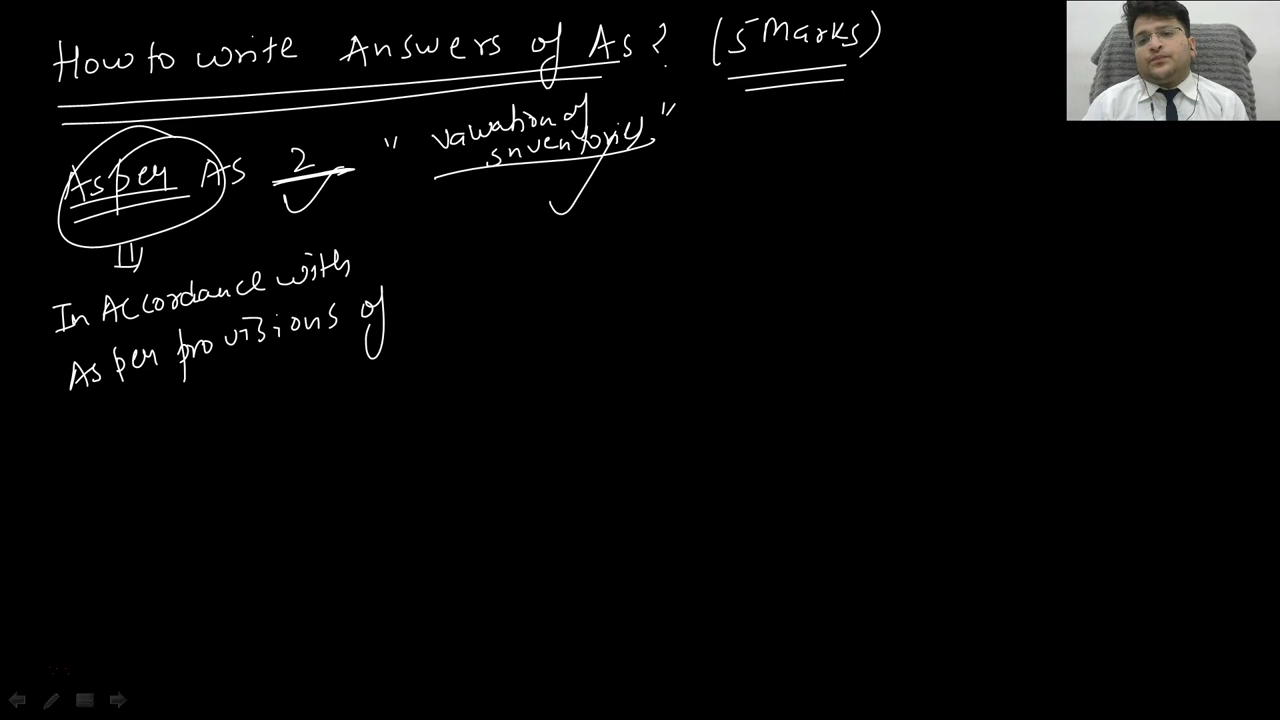 How to write Answers of As? (5 Marks)
As per AS 2 " valuation of inventories "
In Accordance with
As per provisions of